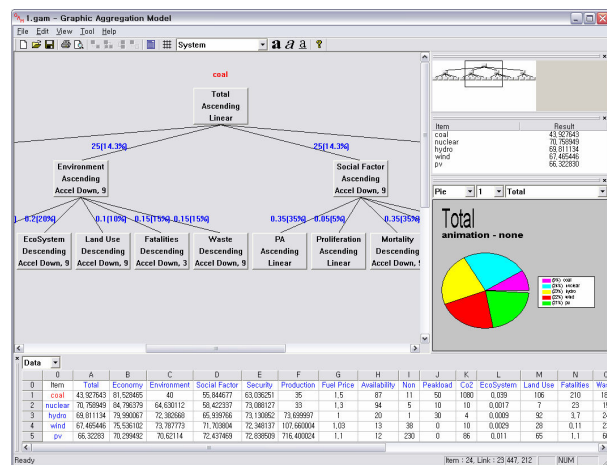 I.gam - Graphic Aggregation Model
File Edit View Tool Help
System
coal
Total
Ascending
Linear
25(14.3%) 25(14.3%)
Environment
Ascending
Accel Down, 9
Social Factor
Ascending
Accel Down, 9
0.2(20%) 0.1(10%) 0.15(15%) 0.15(15%) 0.35(35%) 0.05(5%) 0.35(35%
EcoSystem
Descending
Accel Down, 9
Land Use
Descending
Accel Down, 9
Fatalities
Descending
Accel Down, 3
Waste
Descending
Accel Down, 9
PA
Ascending
Linear
Proliferation
Ascending
Linear
Mortality
Descending
Accel Down, 9
Item Result
coal 43,927643
nuclear 70,758949
hydro 69,811134
wind 67,465446
pv 66,322830
Pie 1 Total
Total
animation - none
coal
nuclear
hydro
(22%) wind
pv
Data
0 A B C D E F G H I J K L M N
0 Item Total Economy Environment Social Factor Security Production Fuel Price Availability Non Peakload Co2 EcoSystem Land Use Fatalities Was
1 coal 43,927643 81,528465 40 55,844677 63,036251 35 1,5 87 11 50 1080 0,039 106 210
2 nuclear 70,758949 84,796379 64,630112 58,422337 73,088127 33 1,3 94 5 10 10 0,0017 7 23
3 hydro 69,811134 79,990067 72,382868 65,939766 73,130852 73,699997 1 20 1 30 4 0,0009 92 3,7
4 wind 67,465446 75,536102 73,787773 71,703804 72,348137 107,660004 1,03 13 38 0 10 0,0029 28 0,11
5 pv 66,32283 70,299492 70,62114 72,437469 72,838509 716,400024 1,1 12 230 0 86 0,011 65 1,1
Ready Item : 24, Link : 23 447, 212 NUM